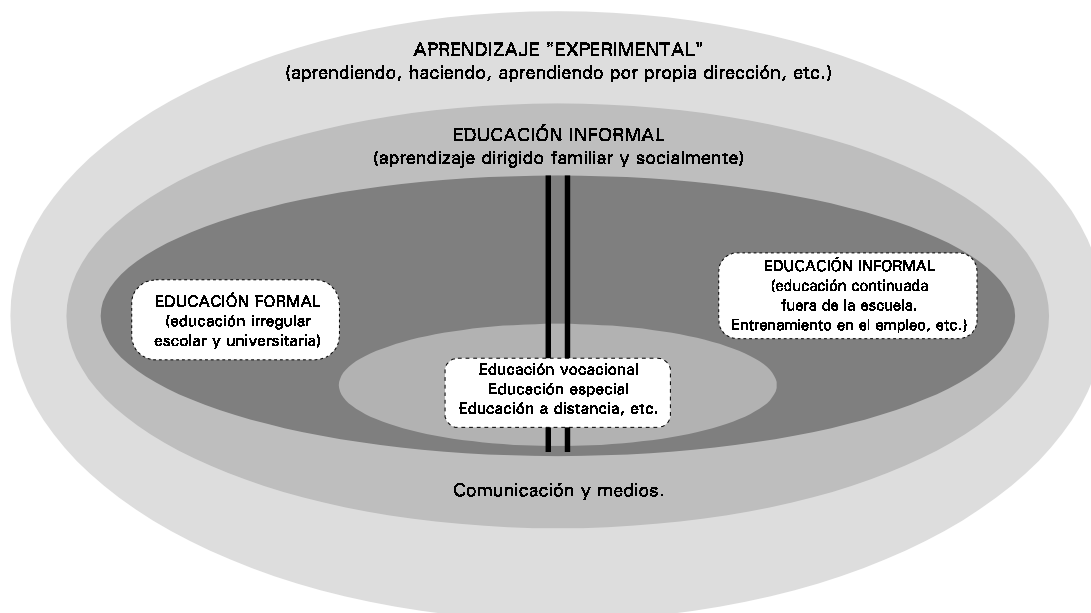 APRENDIZAJE "EXPERIMENTAL"
(aprendiendo, haciendo, aprendiendo por propia dirección, etc.)
EDUCACIÓN INFORMAL
(aprendizaje dirigido familiar y socialmente)
EDUCACIÓN FORMAL
(educación irregular
escolar y universitaria)
EDUCACIÓN INFORMAL
(educación continuada
fuera de la escuela.
Entrenamiento en el empleo, etc.)
Educación vocacional
Educación especial
Educación a distancia, etc.
Comunicación y medios.